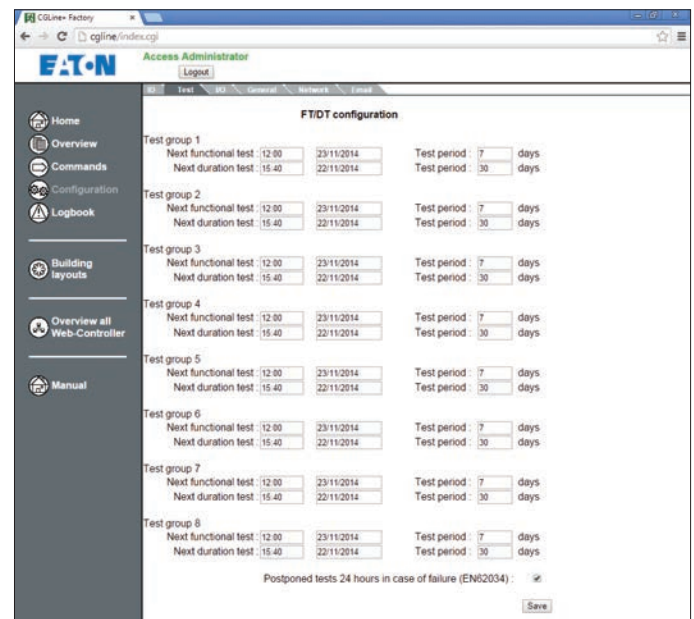 CGLine+ Factory
cgline/index.cgi
EATON
Access Administrator
Logout
ID Test I/O General Network Email
Home
Overview
Commands
Configuration
Logbook
Building layouts
Overview all Web-Controller
Manual
FT/DT configuration
Test group 1
Next functional test : 12:00 23/11/2014 Test period : 7 days
Next duration test : 15:40 22/11/2014 Test period : 30 days
Test group 2
Next functional test : 12:00 23/11/2014 Test period : 7 days
Next duration test : 15:40 22/11/2014 Test period : 30 days
Test group 3
Next functional test : 12:00 23/11/2014 Test period : 7 days
Next duration test : 15:40 22/11/2014 Test period : 30 days
Test group 4
Next functional test : 12:00 23/11/2014 Test period : 7 days
Next duration test : 15:40 22/11/2014 Test period : 30 days
Test group 5
Next functional test : 12:00 23/11/2014 Test period : 7 days
Next duration test : 15:40 22/11/2014 Test period : 30 days
Test group 6
Next functional test : 12:00 23/11/2014 Test period : 7 days
Next duration test : 15:40 22/11/2014 Test period : 30 days
Test group 7
Next functional test : 12:00 23/11/2014 Test period : 7 days
Next duration test : 15:40 22/11/2014 Test period : 30 days
Test group 8
Next functional test : 12:00 23/11/2014 Test period : 7 days
Next duration test : 15:40 22/11/2014 Test period : 30 days
Postponed tests 24 hours in case of failure (EN62034) :
Save